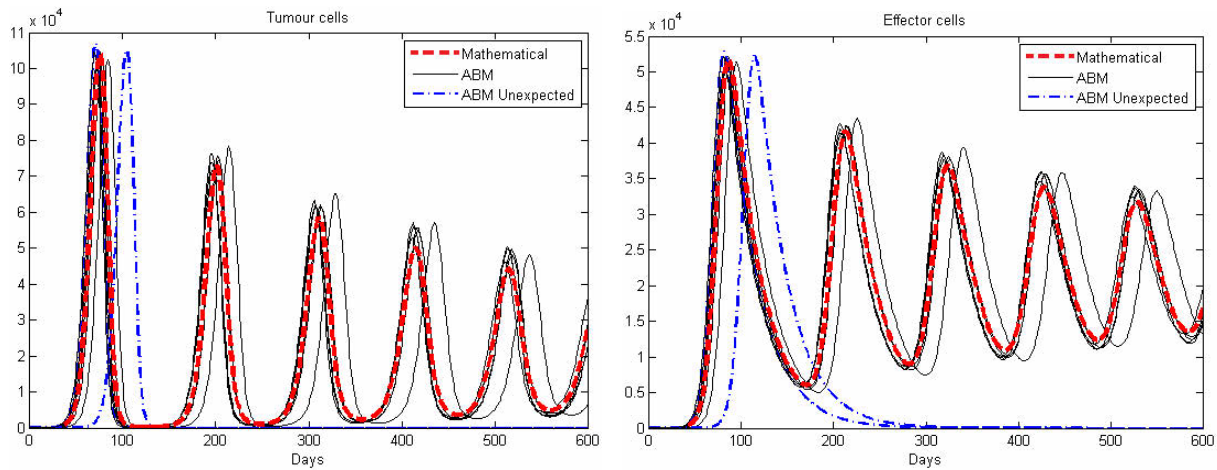 Tumour cells
x 10^4
11
10
9
8
7
6
5
4
3
2
1
0
0 100 200 300 400 500 600
Days
Mathematical
ABM
ABM Unexpected
Effector cells
x 10^4
5.5
5
4.5
4
3.5
3
2.5
2
1.5
1
0.5
0
0 100 200 300 400 500 600
Days
Mathematical
ABM
ABM Unexpected